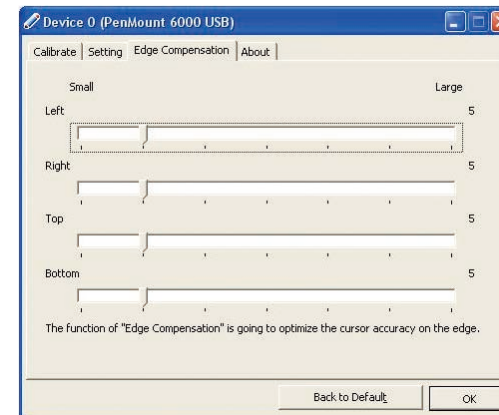 Device 0 (PenMount 6000 USB)
Calibrate Setting Edge Compensation About
Small Large
Left 5
Right 5
Top 5
Bottom 5
The function of "Edge Compensation" is going to optimize the cursor accuracy on the edge.
Back to Default OK